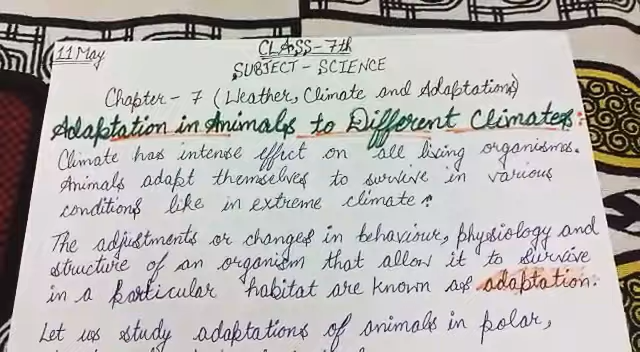 11 May
CLASS-7th
SUBJECT - SCIENCE
Chapter - 7 (Weather, Climate and Adaptations)
Adaptation in Animals to Different Climates:
Climate has intense effect on all living organisms.
Animals adapt themselves to survive in various
conditions like in extreme climate.
The adjustments or changes in behaviour, physiology and
structure of an organism that allow it to survive
in a particular habitat are known as adaptation.
Let us study adaptations of animals in polar,